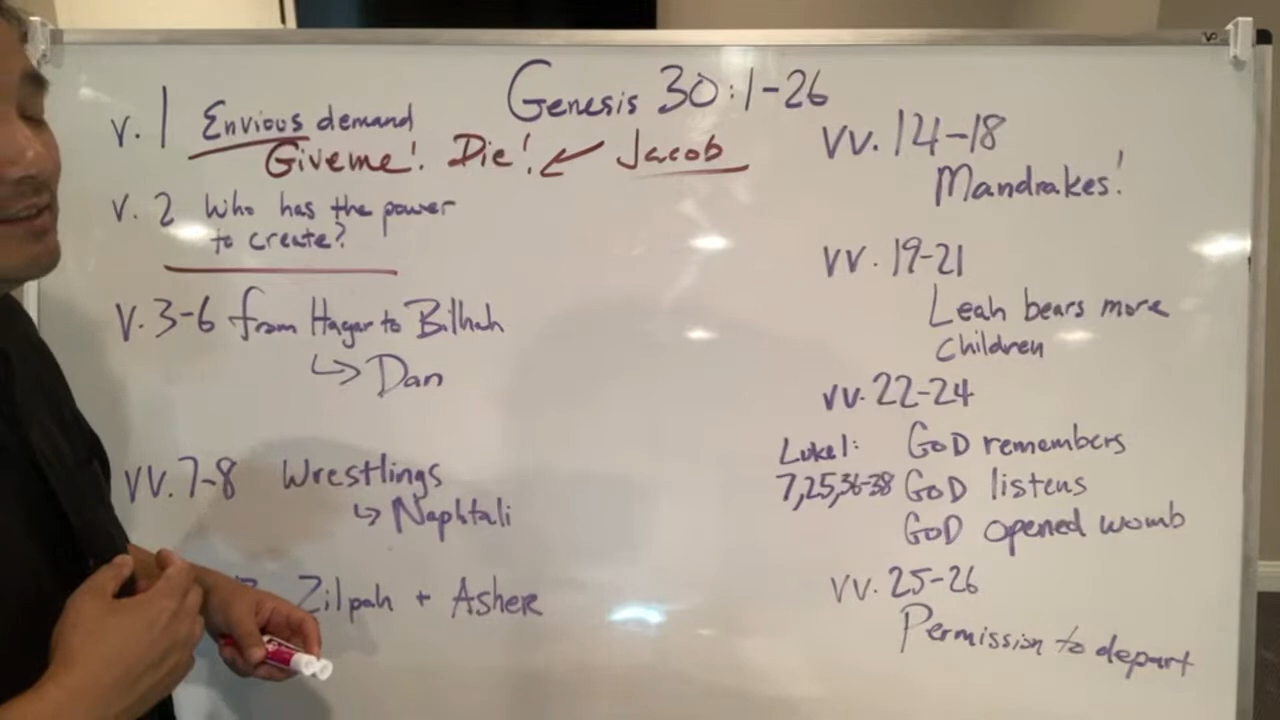 Genesis 30:1-26
v. 1 Envious demand
Give me! Die! ↙ Jacob
v. 2 Who has the power
to create?
v. 3-6 from Hagar to Bilhah
↳ Dan
vv. 7-8 Wrestlings
↳ Naphtali
Zilpah + Asher
vv. 14-18
Mandrakes!
vv. 19-21
Leah bears more
children
vv. 22-24
Luke 1: GOD remembers
7,25,36-38 GOD listens
GOD opened womb
vv. 25-26
Permission to depart